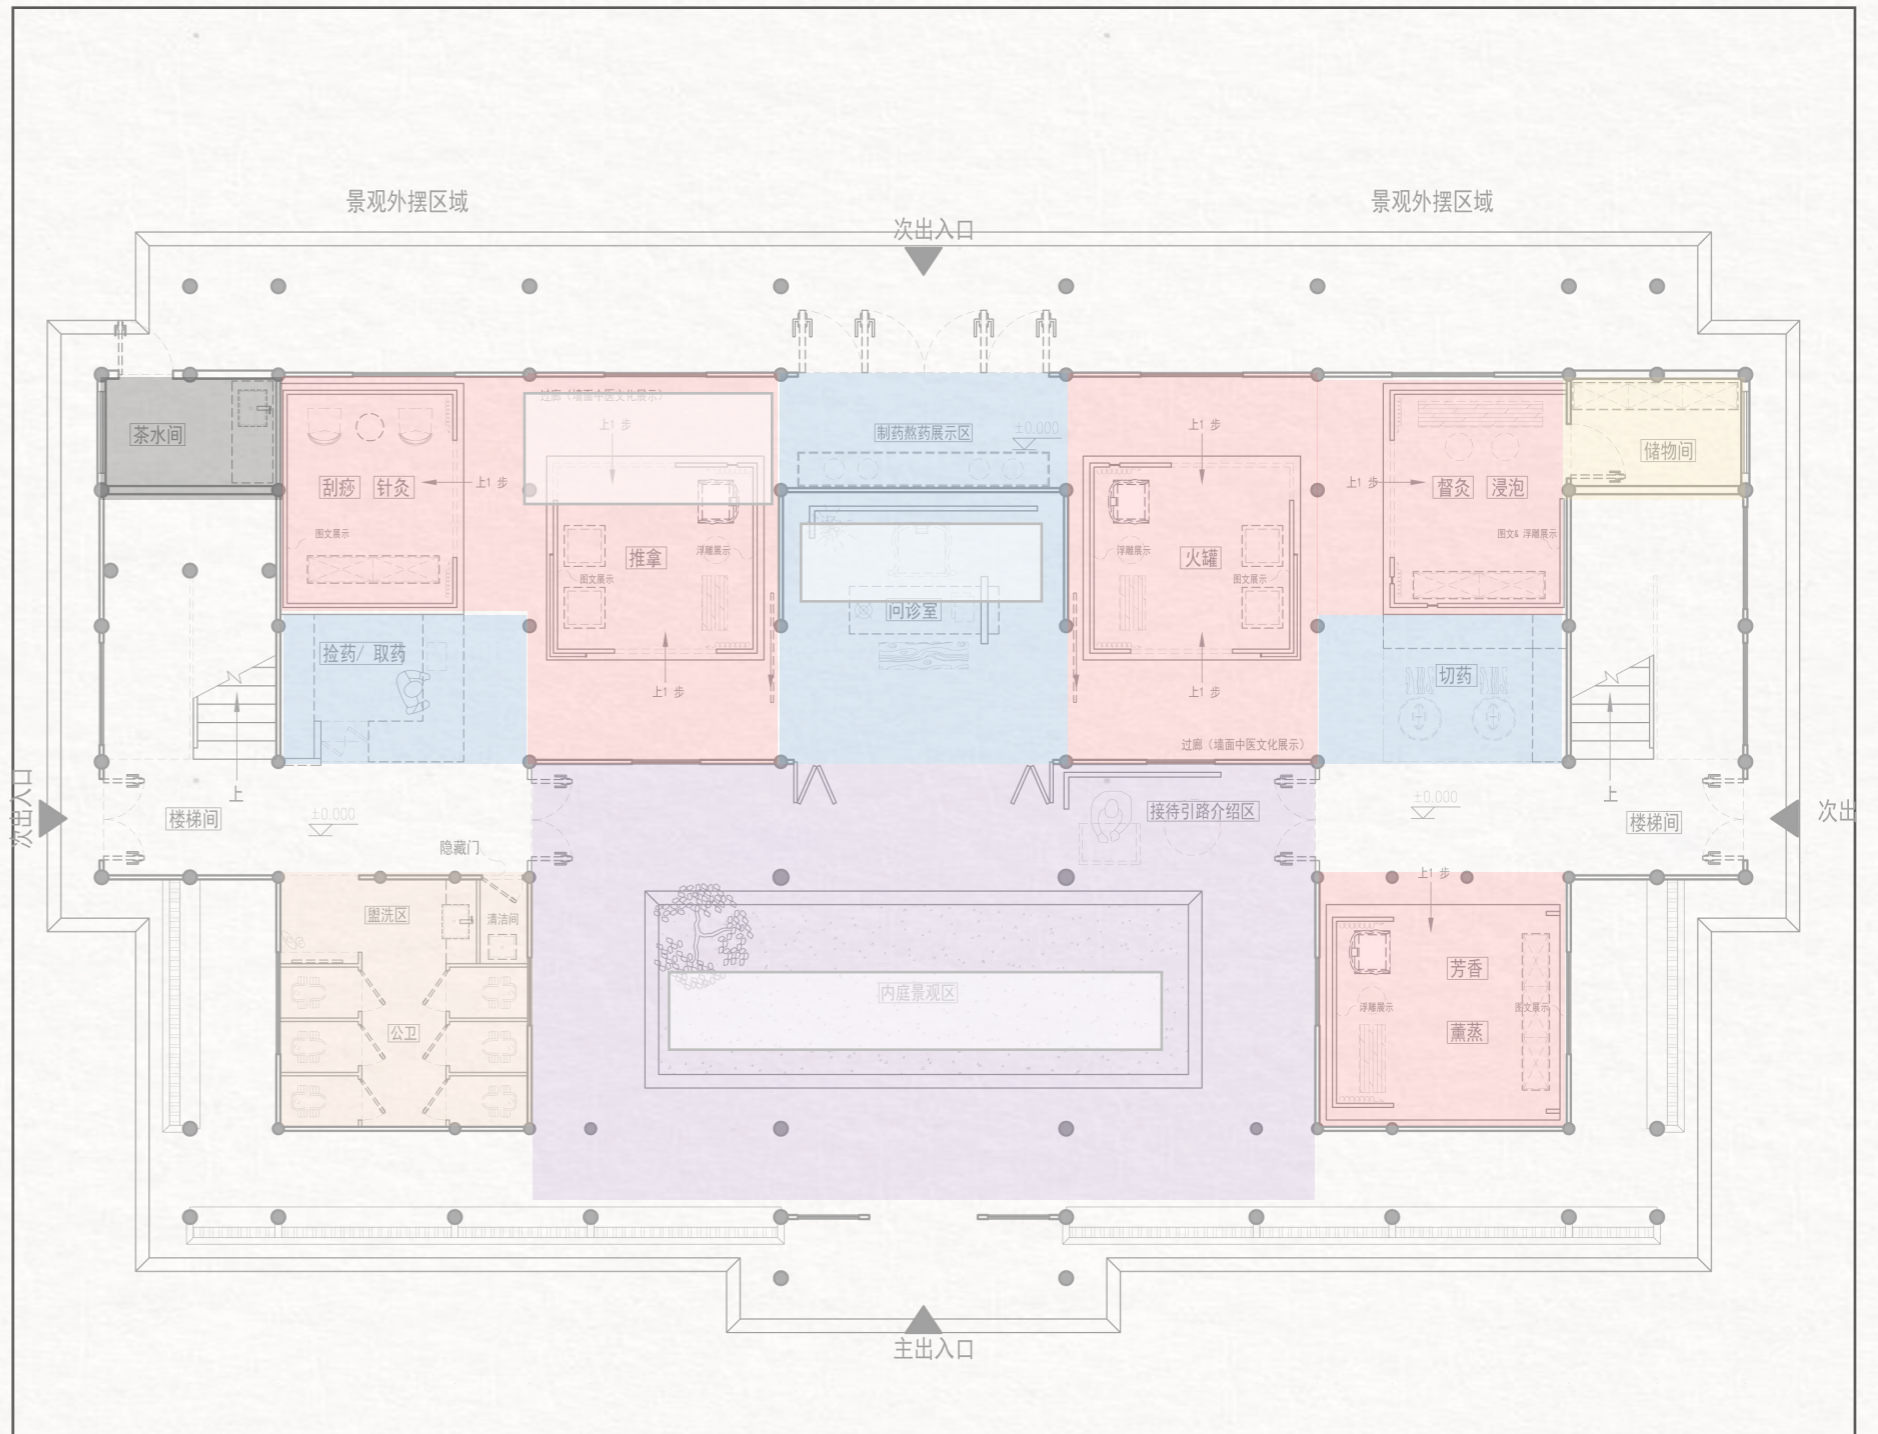 景观外摆区域
景观外摆区域
次出入口
过廊（墙面中医文化展示）
上1 步
制药熬药展示区
±0.000
上1 步
茶水间
储物间
刮痧
针灸
上1 步
上1 步
督灸
浸泡
图文展示
推拿
浮雕展示
图文展示
浮雕展示
火罐
图文展示
图文& 浮雕展示
问诊室
捡药/ 取药
切药
上1 步
上1 步
过廊（墙面中医文化展示）
上
上
次出入口
楼梯间
±0.000
隐藏门
接待引路介绍区
±0.000
楼梯间
次出
上1 步
盥洗区
清洁间
公卫
内庭景观区
芳香
浮雕展示
图文展示
薰蒸
主出入口